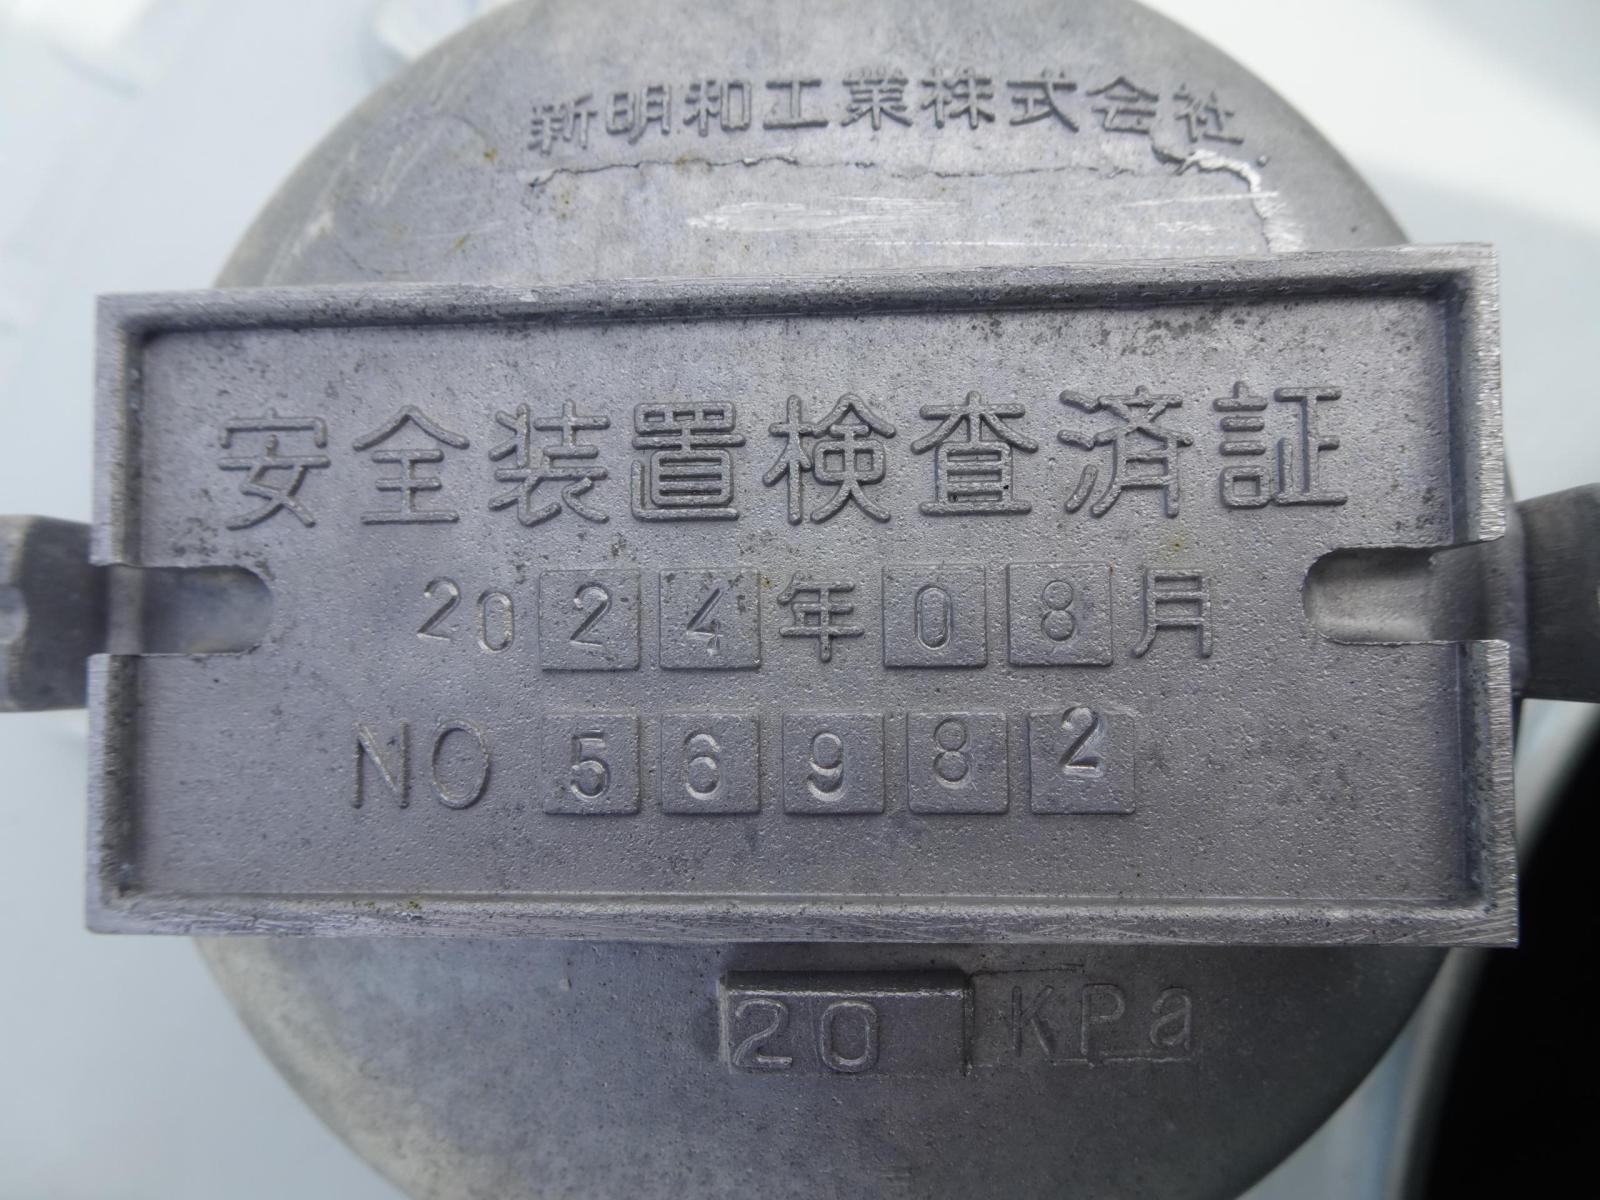 新明和工業株式会社
安全装置検査済証
2024年08月
NO 56982
20 KPa